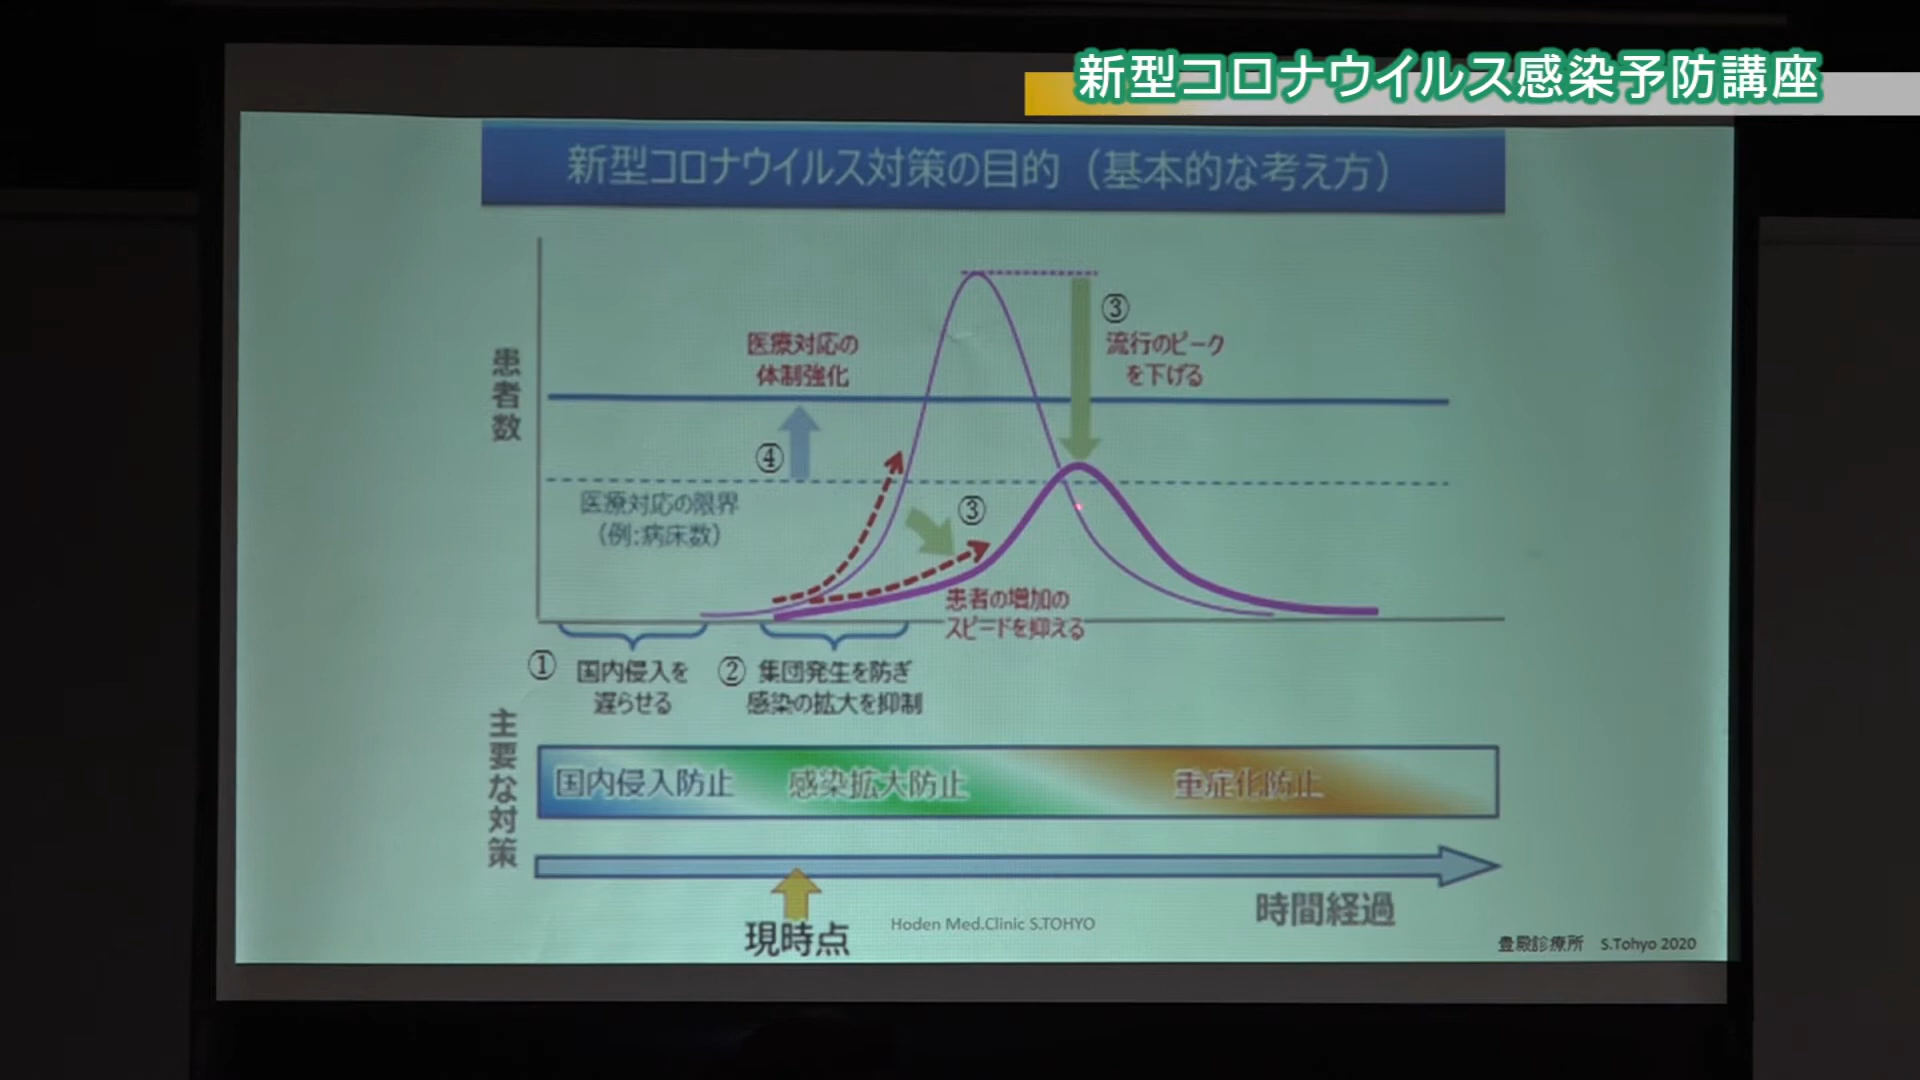 新型コロナウイルス感染予防講座
新型コロナウイルス対策の目的（基本的な考え方）
患者数
医療対応の
体制強化
③
流行のピーク
を下げる
④
医療対応の限界
（例:病床数）
③
患者の増加の
スピードを抑える
①
国内侵入を
遅らせる
②
集団発生を防ぎ
感染の拡大を抑制
主要な対策
国内侵入防止
感染拡大防止
重症化防止
時間経過
現時点
Hoden Med.Clinic S.TOHYO
豊殿診療所 S.Tohyo 2020